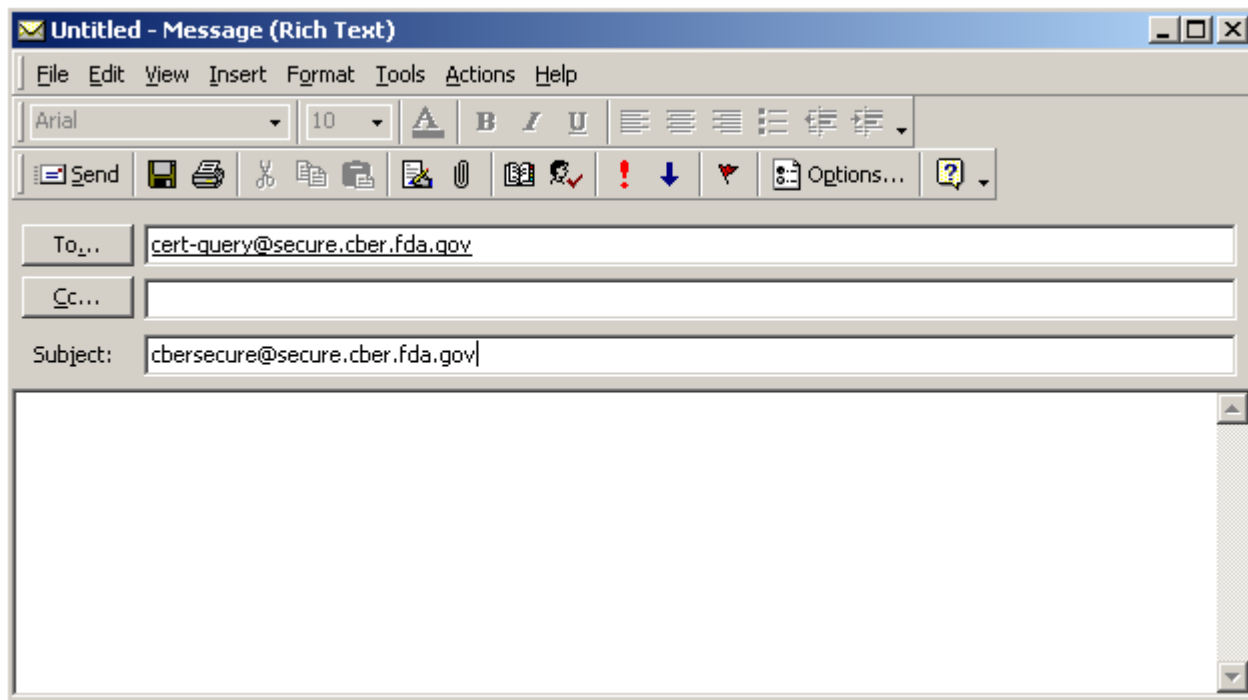 Untitled - Message (Rich Text)
File Edit View Insert Format Tools Actions Help
Arial 10 A B I U
Send Options...
To... cert-query@secure.cber.fda.gov
Cc...
Subject: cbersecure@secure.cber.fda.gov